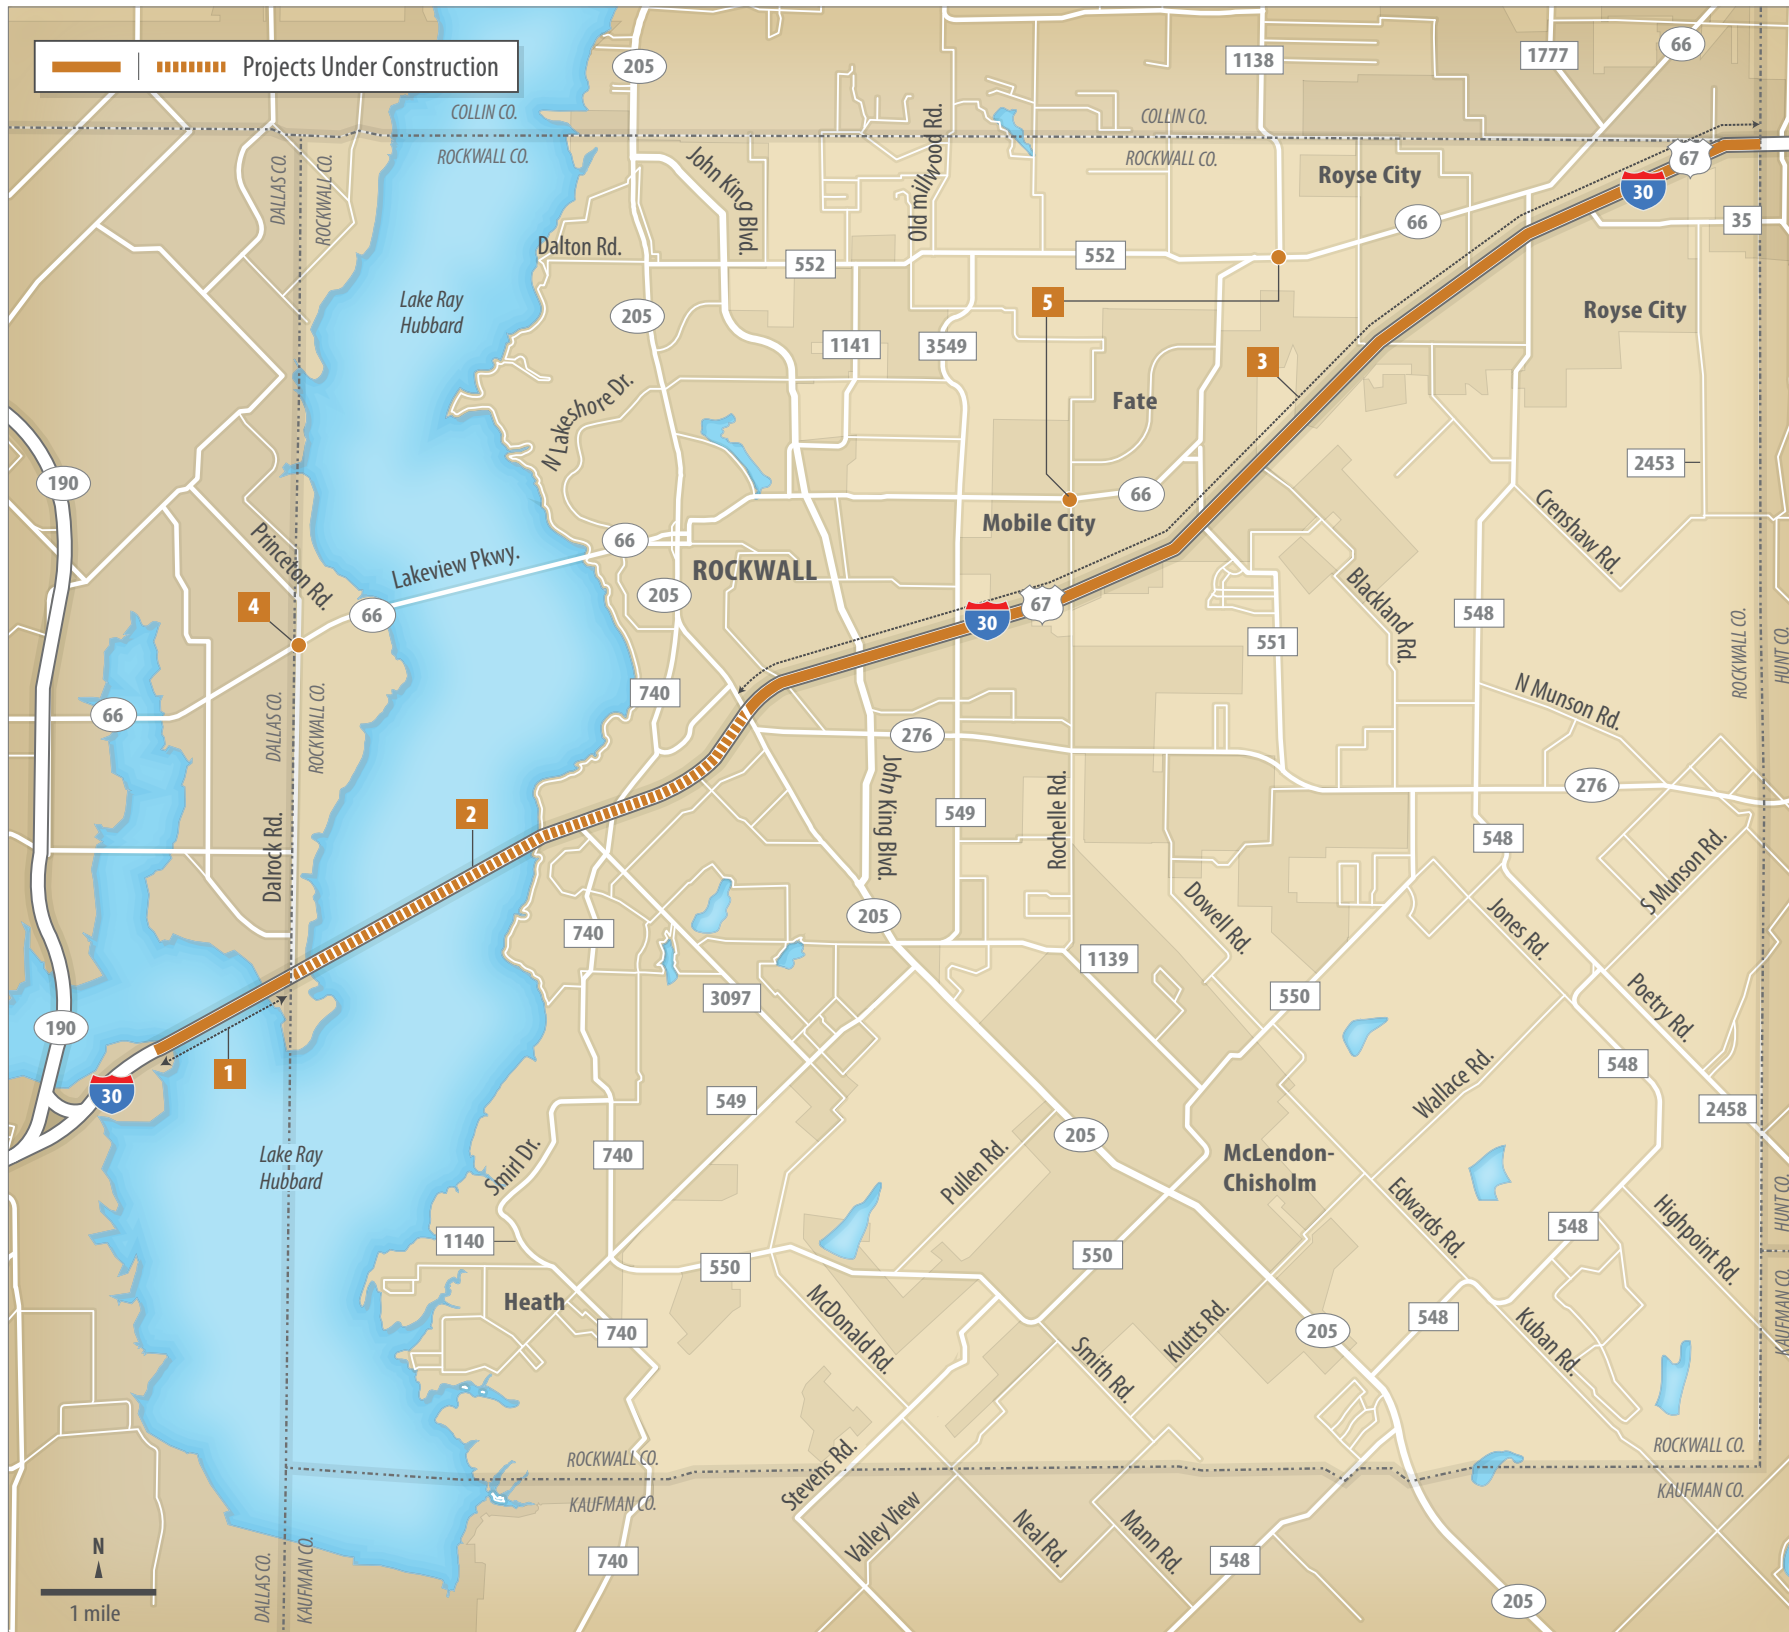 Projects Under Construction
205
1138
1777
66
COLLIN CO.
COLLIN CO.
ROCKWALL CO.
ROCKWALL CO.
DALLAS CO.
ROCKWALL CO.
John King Blvd.
Old millwood Rd.
Royse City
67
30
66
35
Dalton Rd.
552
552
Lake Ray
Hubbard
205
5
Royse City
1141
3549
3
N Lakeshore Dr.
Fate
190
2453
66
Mobile City
Crenshaw Rd.
Princeton Rd.
66
Lakeview Pkwy.
ROCKWALL
205
4
66
67
30
Blackland Rd.
548
551
ROCKWALL CO.
HUNT CO.
740
66
DALLAS CO.
ROCKWALL CO.
N Munson Rd.
276
276
2
John King Blvd.
549
Rochelle Rd.
548
Dalrock Rd.
S Munson Rd.
205
740
Dowell Rd.
Jones Rd.
1139
3097
550
Poetry Rd.
190
1
30
548
Wallace Rd.
549
2458
205
Lake Ray
Hubbard
740
Smirl Dr.
Pullen Rd.
McLendon-
Chisholm
Edwards Rd.
HUNT CO.
KAUFMAN CO.
Highpoint Rd.
548
1140
550
550
Heath
McDonald Rd.
740
Smith Rd.
Klutts Rd.
205
548
Kuban Rd.
ROCKWALL CO.
KAUFMAN CO.
ROCKWALL CO.
KAUFMAN CO.
Stevens Rd.
Valley View
Neal Rd.
Mann Rd.
548
740
205
DALLAS CO.
KAUFMAN CO.
N
1 mile